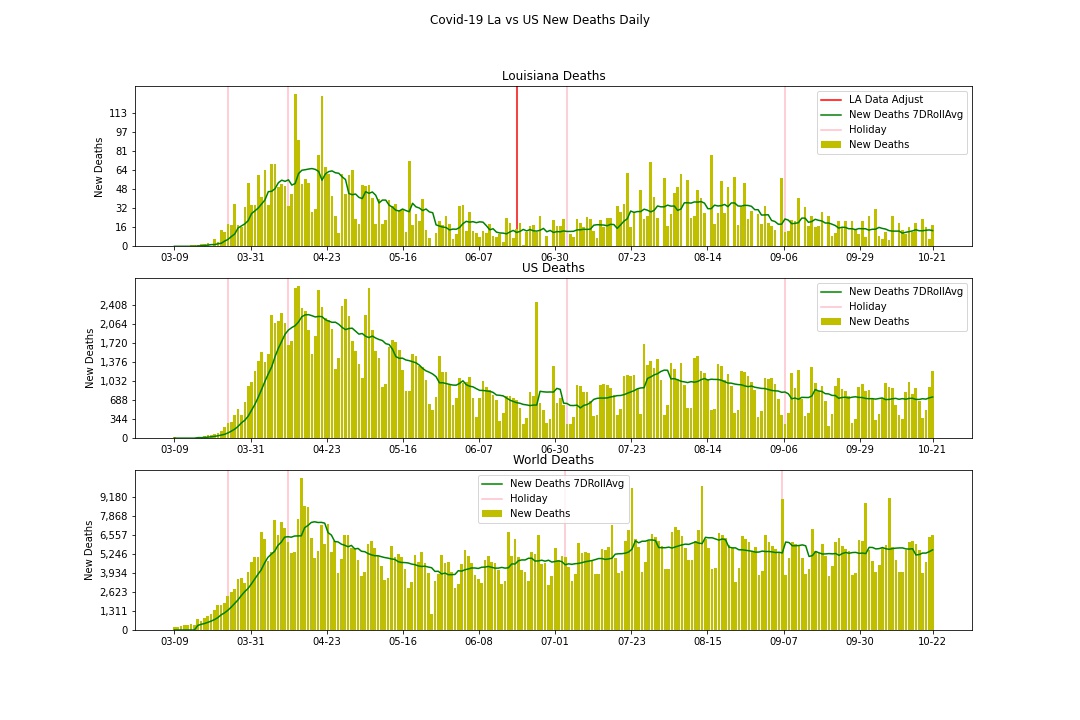 Covid-19 La vs US New Deaths Daily
Louisiana Deaths
LA Data Adjust
New Deaths 7DRollAvg
Holiday
New Deaths
New Deaths
113
97
81
64
48
32
16
0
03-09 03-31 04-23 05-16 06-08 06-30 07-23 08-14 09-06 09-29 10-21
US Deaths
New Deaths 7DRollAvg
Holiday
New Deaths
New Deaths
2,408
2,064
1,720
1,376
1,032
688
344
0
03-09 03-31 04-23 05-16 06-07 06-30 07-23 08-14 09-06 09-29 10-21
World Deaths
New Deaths 7DRollAvg
Holiday
New Deaths
New Deaths
9,180
7,868
6,557
5,246
3,934
2,623
1,311
0
03-09 03-31 04-23 05-16 06-08 07-01 07-23 08-15 09-07 09-30 10-22